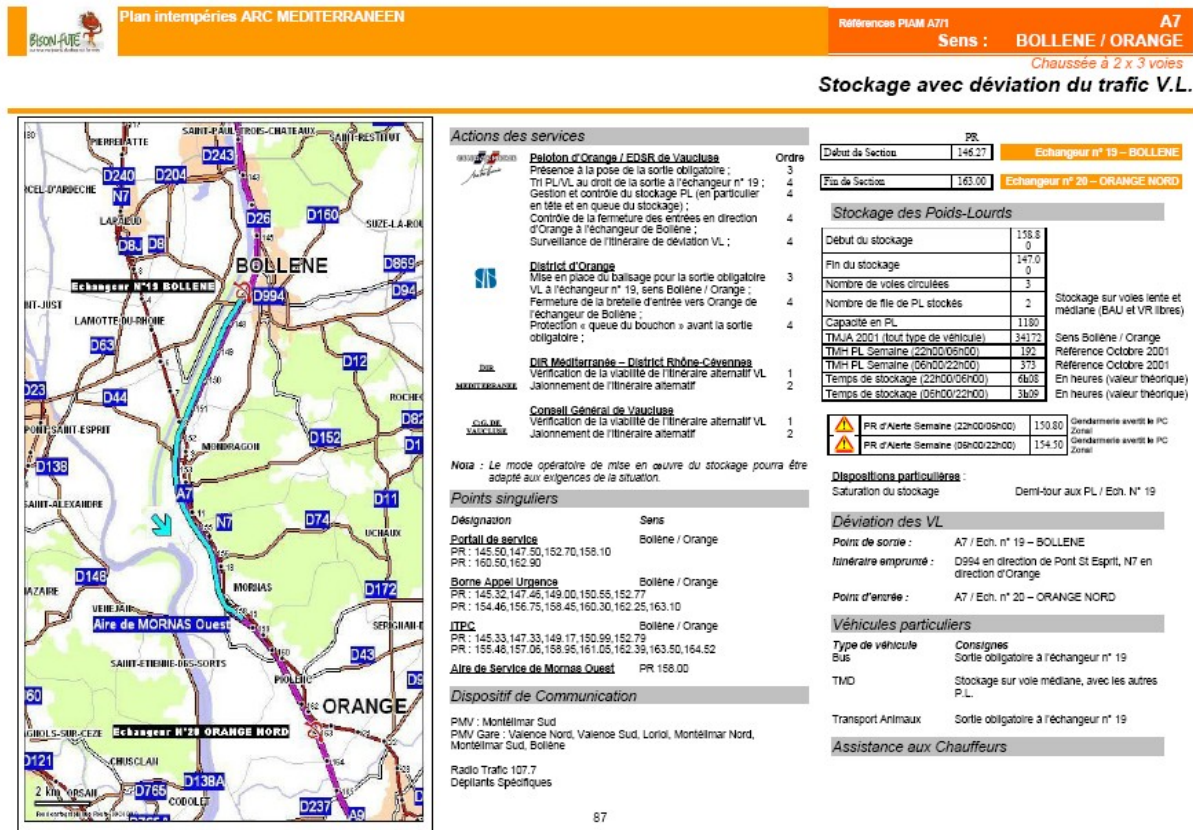 Plan intempéries ARC MEDITERRANEEN
BISON-FUTÉ
Références PIAM A7/1
A7
Sens : BOLLENE / ORANGE
Chaussée à 2 x 3 voies
Stockage avec déviation du trafic V.L.
PIERRELATTE
SAINT-PAUL-TROIS-CHATEAUX
SAINT-RESTITUT
D243
D240
D204
N7
D26
D160
LAPALUD
D8J
D8
SUZE-LA-ROU
BOLLENE
D869
Echangeur N°19 BOLLENE
D994
D94
LAMOTTE-DU-RHONE
D63
D12
D23
D44
PONT-SAINT-ESPRIT
MONDRAGON
D152
D138
A7
D11
SAINT-ALEXANDRE
N7
D74
UCHAUX
D148
MORNAS
D172
VENEJAN
Aire de MORNAS Ouest
D43
SAINT-ETIENNE-DES-SORTS
PIOLENC
ORANGE
Echangeur N°20 ORANGE NORD
CHUSCLAN
D121
D138A
2 km
ORSAN
D765
CODOLET
D237
A9
Actions des services
Peloton d'Orange / EDSR de Vaucluse Ordre
Présence à la pose de la sortie obligatoire ; 3
Tri PL/VL au droit de la sortie à l'échangeur n° 19 ; 4
Gestion et contrôle du stockage PL (en particulier 4
en tête et en queue du stockage) ;
Contrôle de la fermeture des entrées en direction 4
d'Orange à l'échangeur de Bollène ;
Surveillance de l'itinéraire de déviation VL ; 4
District d'Orange
Mise en place du balisage pour la sortie obligatoire 3
VL à l'échangeur n° 19, sens Bollène / Orange ;
Fermeture de la bretelle d'entrée vers Orange de 4
l'échangeur de Bollène ;
Protection « queue du bouchon » avant la sortie 4
obligatoire ;
DIR MEDITERRANEE
DIR Méditerranée – District Rhône-Cévennes
Vérification de la viabilité de l'itinéraire alternatif VL 1
Jalonnement de l'itinéraire alternatif 2
C.G. DE VAUCLUSE
Conseil Général de Vaucluse
Vérification de la viabilité de l'itinéraire alternatif VL 1
Jalonnement de l'itinéraire alternatif 2
Nota : Le mode opératoire de mise en œuvre du stockage pourra être
adapté aux exigences de la situation.
Points singuliers
Désignation Sens
Portail de service Bollène / Orange
PR : 145.50,147.50,152.70,158.10
PR : 160.50,162.90
Borne Appel Urgence Bollène / Orange
PR : 145.32,147.46,149.00,150.55,152.77
PR : 154.46,156.75,158.45,160.30,162.25,163.10
ITPC Bollène / Orange
PR : 145.33,147.33,149.17,150.99,152.79
PR : 155.48,157.06,158.95,161.05,162.39,163.50,164.52
Aire de Service de Mornas Ouest PR 158.00
Dispositif de Communication
PMV : Montélimar Sud
PMV Gare : Valence Nord, Valence Sud, Loriol, Montélimar Nord,
Montélimar Sud, Bollène
Radio Trafic 107.7
Dépliants Spécifiques
PR
Début de Section 146.27 Echangeur n° 19 – BOLLENE
Fin de Section 163.00 Echangeur n° 20 – ORANGE NORD
Stockage des Poids-Lourds
Début du stockage 158.80
Fin du stockage 147.00
Nombre de voies circulées 3
Nombre de file de PL stockés 2 Stockage sur voies lente et
médiane (BAU et VR libres)
Capacité en PL 1180
TMJA 2001 (tout type de véhicule) 34172 Sens Bollène / Orange
TMH PL Semaine (22h00/06h00) 192 Référence Octobre 2001
TMH PL Semaine (06h00/22h00) 373 Référence Octobre 2001
Temps de stockage (22h00/06h00) 6h08 En heures (valeur théorique)
Temps de stockage (06h00/22h00) 3h09 En heures (valeur théorique)
PR d'Alerte Semaine (22h00/06h00) 150.80 Gendarmerie avertit le PC Zonal
PR d'Alerte Semaine (06h00/22h00) 154.50 Gendarmerie avertit le PC Zonal
Dispositions particulières :
Saturation du stockage Demi-tour aux PL / Ech. N° 19
Déviation des VL
Point de sortie : A7 / Ech. n° 19 – BOLLENE
Itinéraire emprunté : D994 en direction de Pont St Esprit, N7 en
direction d'Orange
Point d'entrée : A7 / Ech. n° 20 – ORANGE NORD
Véhicules particuliers
Type de véhicule Consignes
Bus Sortie obligatoire à l'échangeur n° 19
TMD Stockage sur voie médiane, avec les autres
P.L.
Transport Animaux Sortie obligatoire à l'échangeur n° 19
Assistance aux Chauffeurs
87